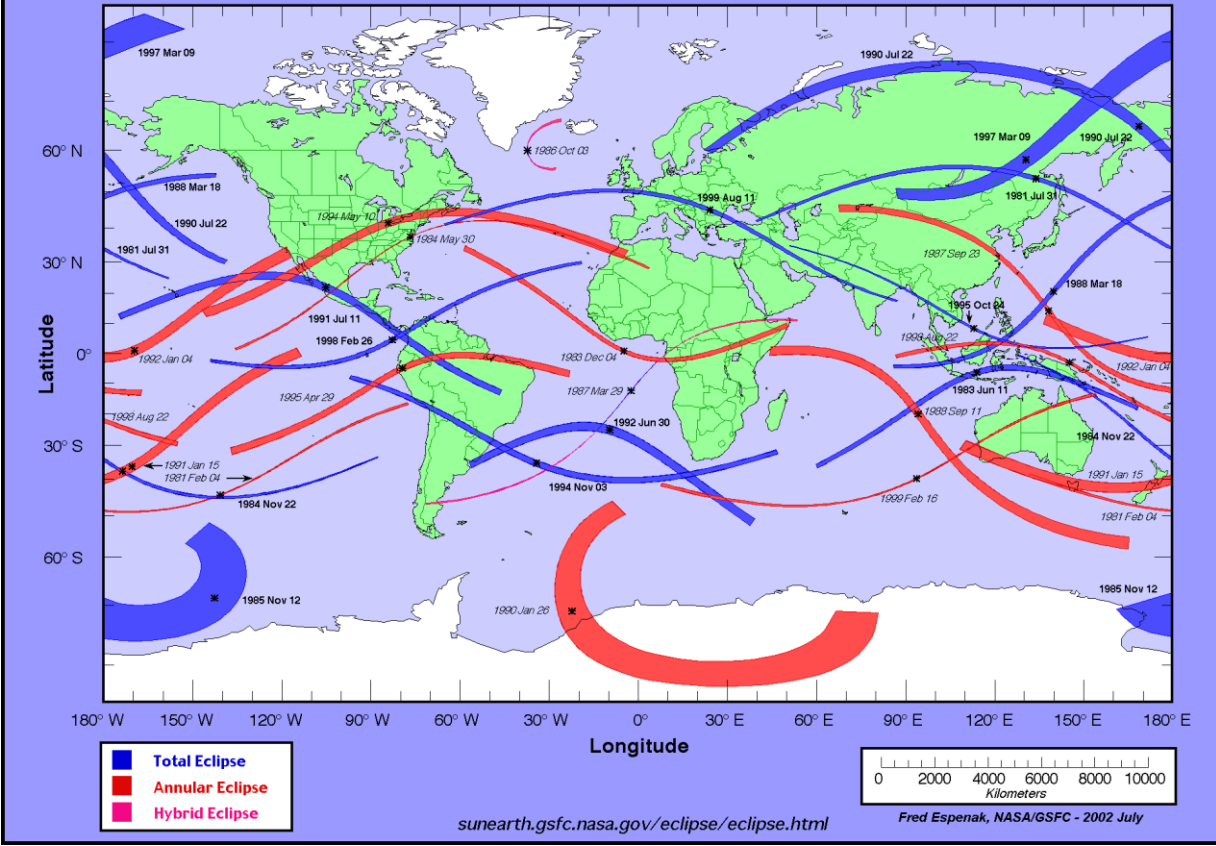 1997 Mar 09
1990 Jul 22
1997 Mar 09
1990 Jul 22
1986 Oct 03
60° N
1988 Mar 18
1999 Aug 11
1981 Jul 31
1994 May 10
1990 Jul 22
1984 May 30
1981 Jul 31
1987 Sep 23
30° N
1988 Mar 18
1995 Oct 24
1991 Jul 11
1998 Feb 26
1998 Aug 22
Latitude
0°
1992 Jan 04
1983 Dec 04
1992 Jan 04
1987 Mar 29
1983 Jun 11
1995 Apr 29
1988 Sep 11
1998 Aug 22
1992 Jun 30
1984 Nov 22
30° S
1991 Jan 15
1991 Jan 15
1981 Feb 04
1994 Nov 03
1999 Feb 16
1984 Nov 22
1981 Feb 04
60° S
1985 Nov 12
1990 Jan 26
1985 Nov 12
180° W 150° W 120° W 90° W 60° W 30° W 0° 30° E 60° E 90° E 120° E 150° E 180° E
Longitude
Total Eclipse
Annular Eclipse
Hybrid Eclipse
0 2000 4000 6000 8000 10000
Kilometers
sunearth.gsfc.nasa.gov/eclipse/eclipse.html
Fred Espenak, NASA/GSFC - 2002 July